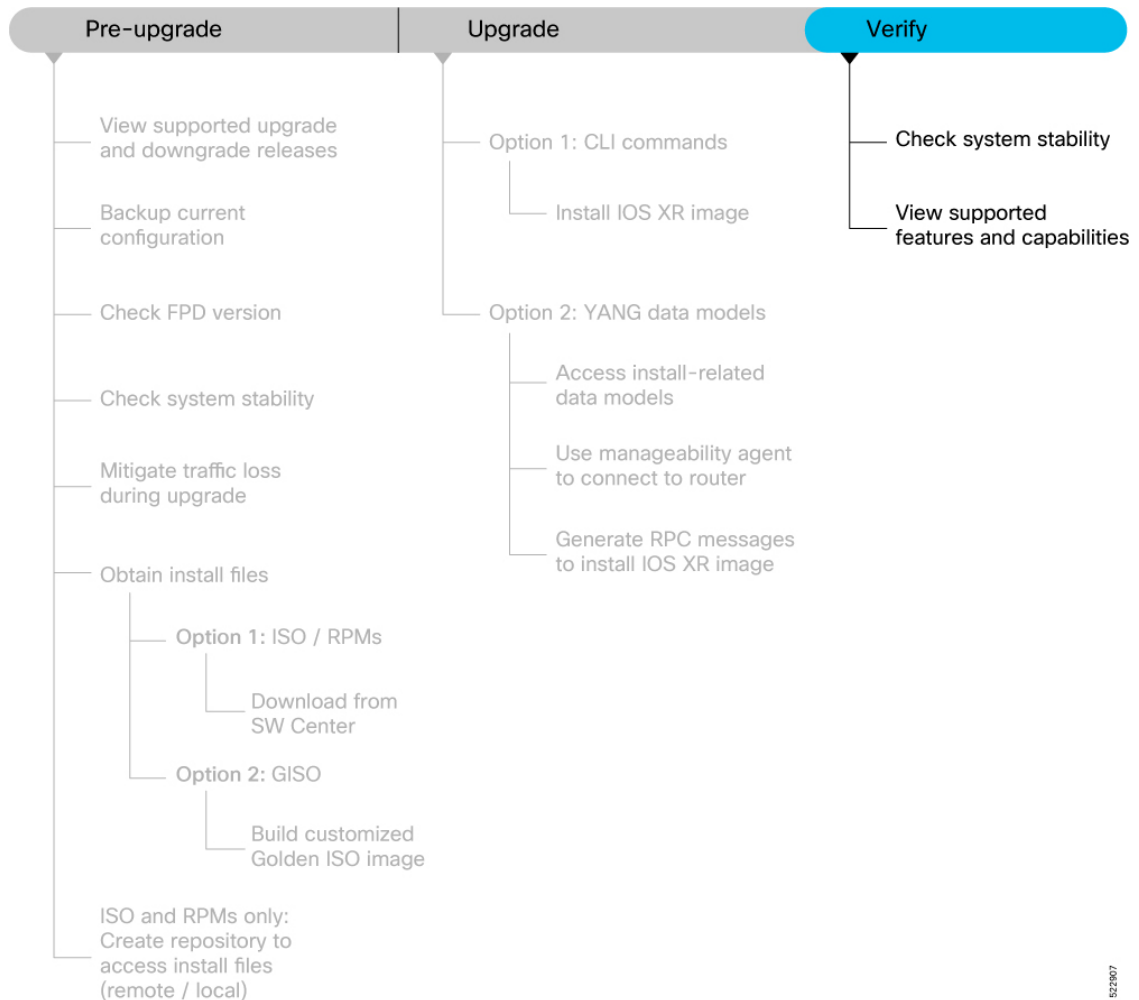 Pre-upgrade
Upgrade
Verify
View supported upgrade
and downgrade releases
Backup current
configuration
Check FPD version
Check system stability
Mitigate traffic loss
during upgrade
Obtain install files
Option 1: ISO / RPMs
Download from
SW Center
Option 2: GISO
Build customized
Golden ISO image
ISO and RPMs only:
Create repository to
access install files
(remote / local)
Option 1: CLI commands
Install IOS XR image
Option 2: YANG data models
Access install-related
data models
Use manageability agent
to connect to router
Generate RPC messages
to install IOS XR image
Check system stability
View supported
features and capabilities
522907